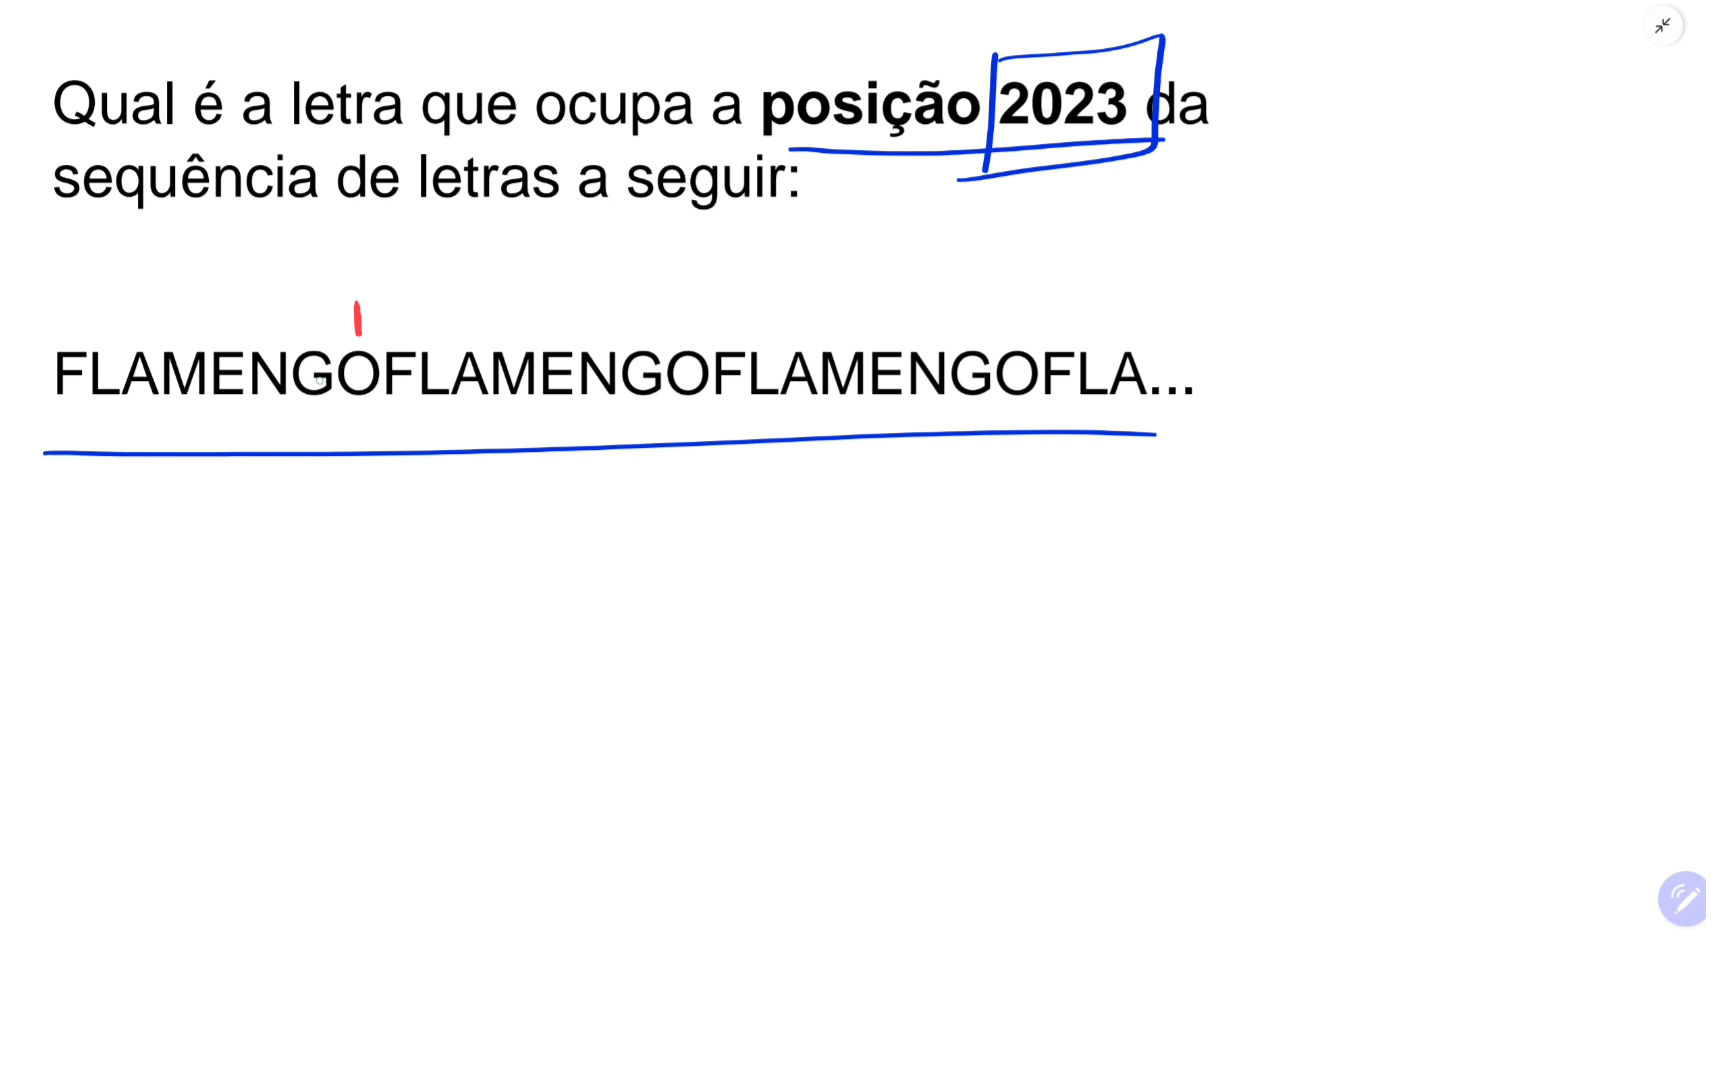 Qual é a letra que ocupa a posição 2023 da
sequência de letras a seguir:
FLAMENGOFLAMENGOFLAMENGOFLA...